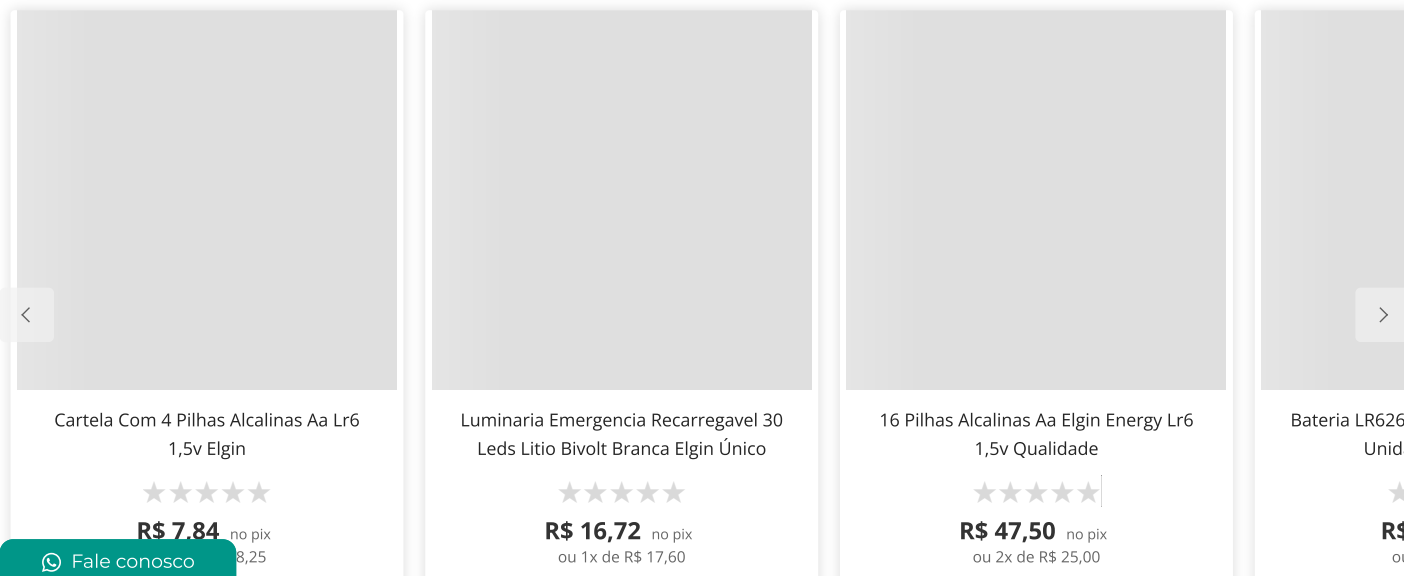 Cartela Com 4 Pilhas Alcalinas Aa Lr6
1,5v Elgin
R$ 7,84 no pix
8,25
Luminaria Emergencia Recarregavel 30
Leds Litio Bivolt Branca Elgin Único
R$ 16,72 no pix
ou 1x de R$ 17,60
16 Pilhas Alcalinas Aa Elgin Energy Lr6
1,5v Qualidade
R$ 47,50 no pix
ou 2x de R$ 25,00
Bateria LR626
Fale conosco